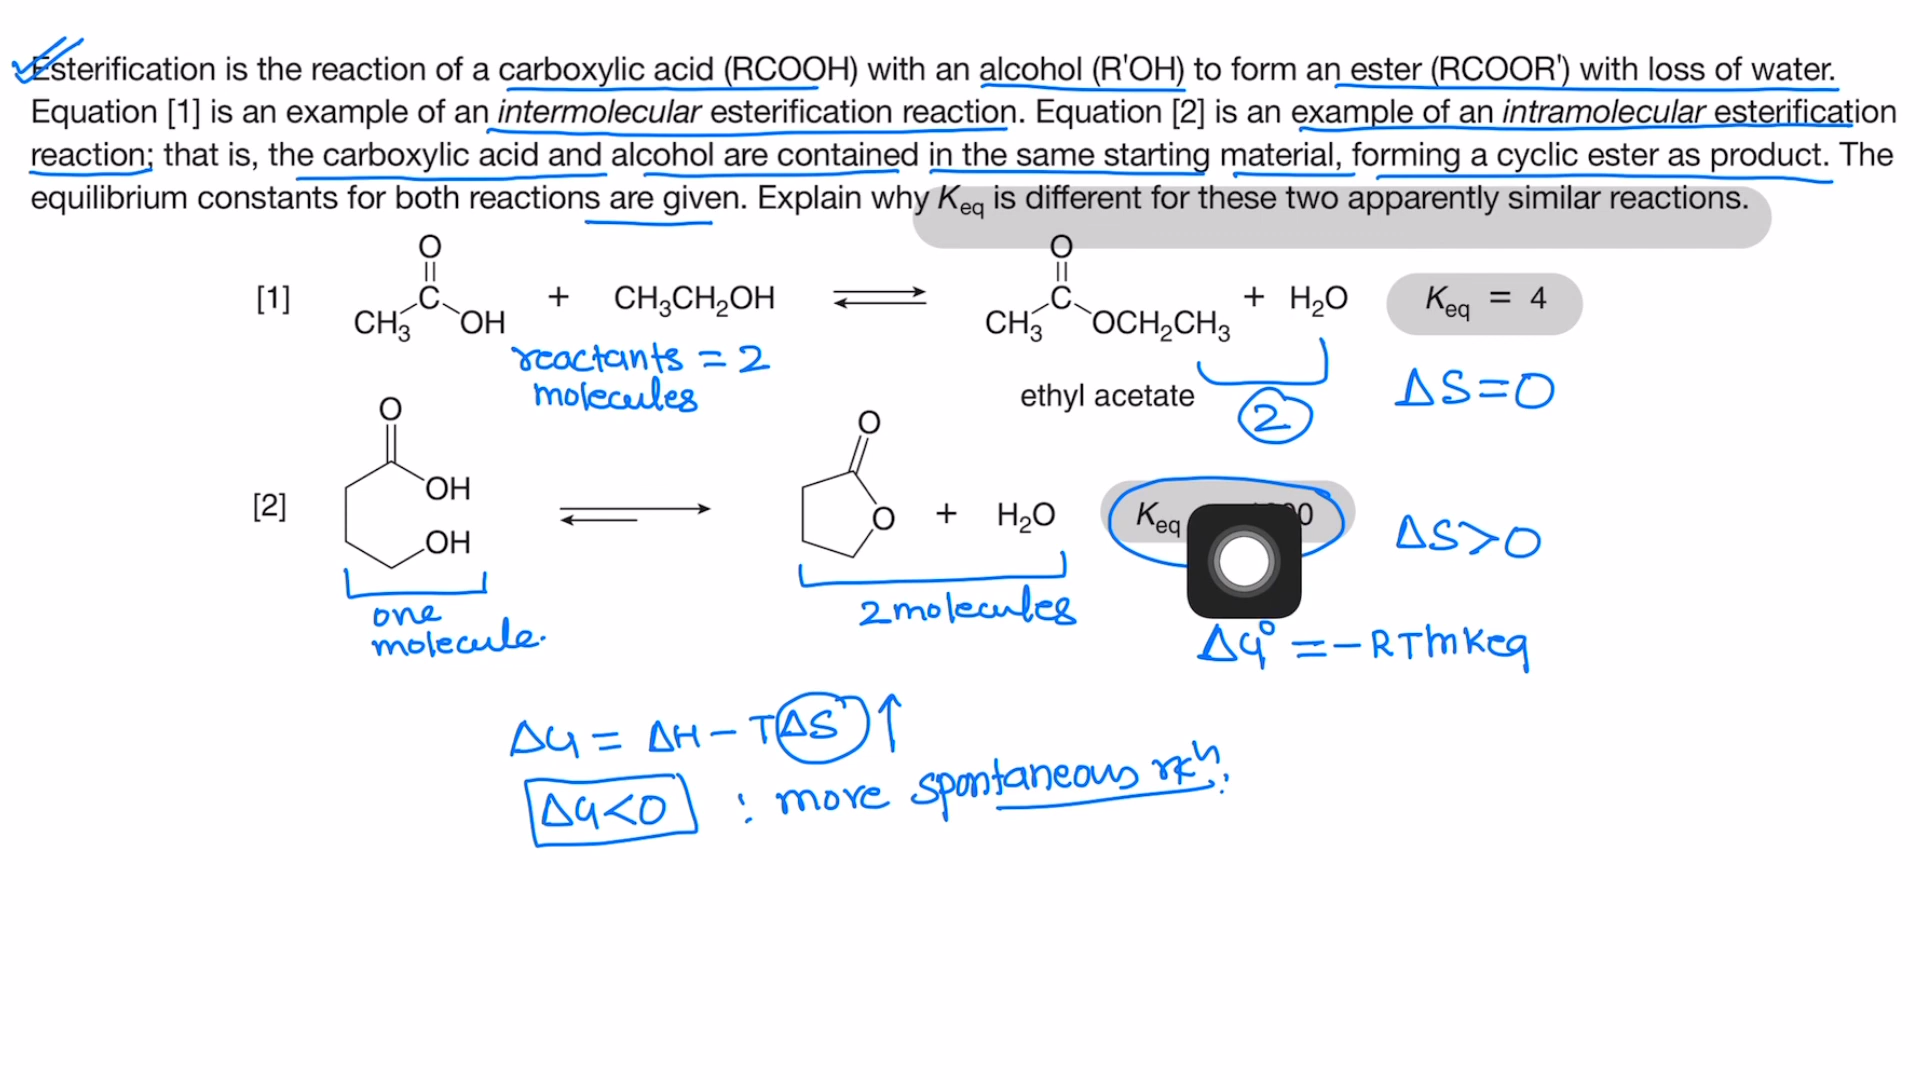 Esterification is the reaction of a carboxylic acid (RCOOH) with an alcohol (R'OH) to form an ester (RCOOR') with loss of water.
Equation [1] is an example of an intermolecular esterification reaction. Equation [2] is an example of an intramolecular esterification
reaction; that is, the carboxylic acid and alcohol are contained in the same starting material, forming a cyclic ester as product. The
equilibrium constants for both reactions are given. Explain why Keq is different for these two apparently similar reactions.
O
O
[1] CH₃ C OH + CH₃CH₂OH ⇌ CH₃ C OCH₂CH₃ + H₂O Keq = 4
reactants = 2
molecules
ethyl acetate
2
ΔS=0
O
OH
OH
[2]
O
O + H₂O Keq
ΔS>0
one
molecule.
2 molecules
ΔG° = -RTlnKeq
ΔG = ΔH - TΔS ↑
ΔG<0 : more spontaneous rxn.